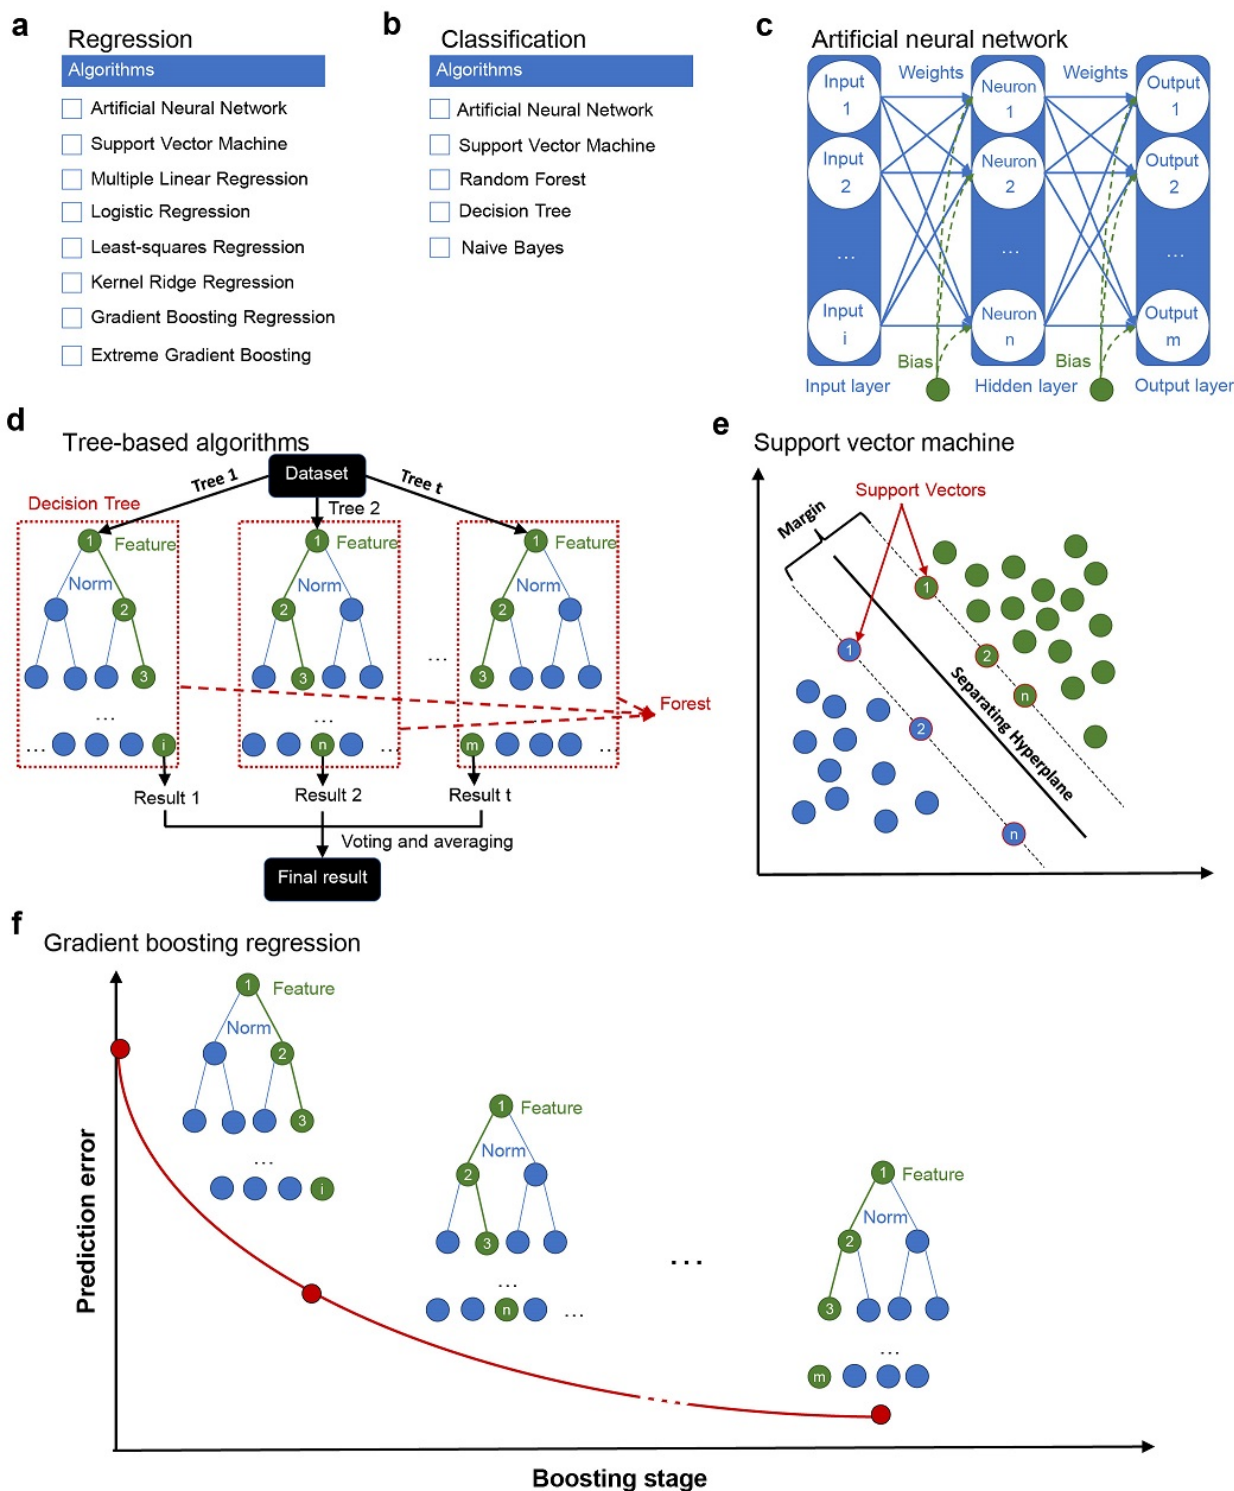 a Regression
Algorithms
Artificial Neural Network
Support Vector Machine
Multiple Linear Regression
Logistic Regression
Least-squares Regression
Kernel Ridge Regression
Gradient Boosting Regression
Extreme Gradient Boosting
b Classification
Algorithms
Artificial Neural Network
Support Vector Machine
Random Forest
Decision Tree
Naive Bayes
c Artificial neural network
Input 1
Weights
Neuron 1
Weights
Output 1
Input 2
Neuron 2
Output 2
...
...
...
Input i
Neuron n
Output m
Bias
Bias
Input layer
Hidden layer
Output layer
d Tree-based algorithms
Dataset
Tree 1
Tree 2
Tree t
Decision Tree
1 Feature
Norm
2
3
...
... i
1 Feature
Norm
2
3
...
n ...
...
1 Feature
Norm
2
3
...
m ...
Forest
Result 1
Result 2
Result t
Voting and averaging
Final result
e Support vector machine
Support Vectors
Margin
1
2
n
1
2
n
Separating Hyperplane
f Gradient boosting regression
Prediction error
1 Feature
Norm
2
3
...
i
1 Feature
Norm
2
3
...
n ...
...
1 Feature
Norm
2
3
...
m
Boosting stage